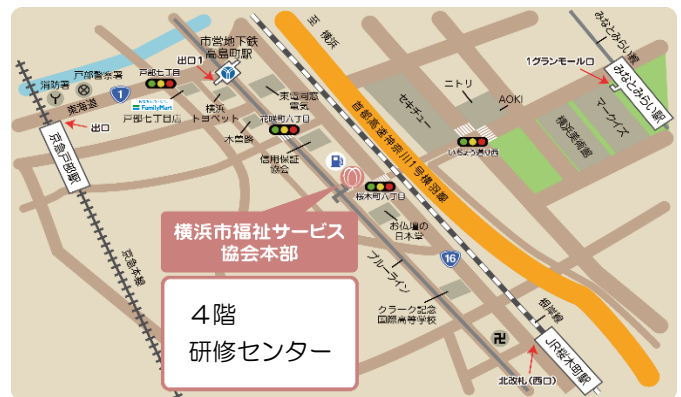 至 横浜
みなとみらい線
市営地下鉄
高島町駅
出口1
1グランモール口
みなとみらい駅
消防署
戸部警察署
戸部七丁目
東海道
1
FamilyMart
戸部七丁目店
横浜
トヨペット
東電同窓
電気
花咲町六丁目
ニトリ
AOKI
セキチュー
マークイズ
横浜美術館
いちょう通り西
首都高速神奈川1号横羽線
出口
京急戸部駅
信用保証
協会
桜木町六丁目
横浜市福祉サービス
協会本部
お仏壇の
日本堂
16
4階
研修センター
京急本線
ブルーライン
クラーク記念
国際高等学校
根岸線
卍
JR桜木町駅
北改札(西口)